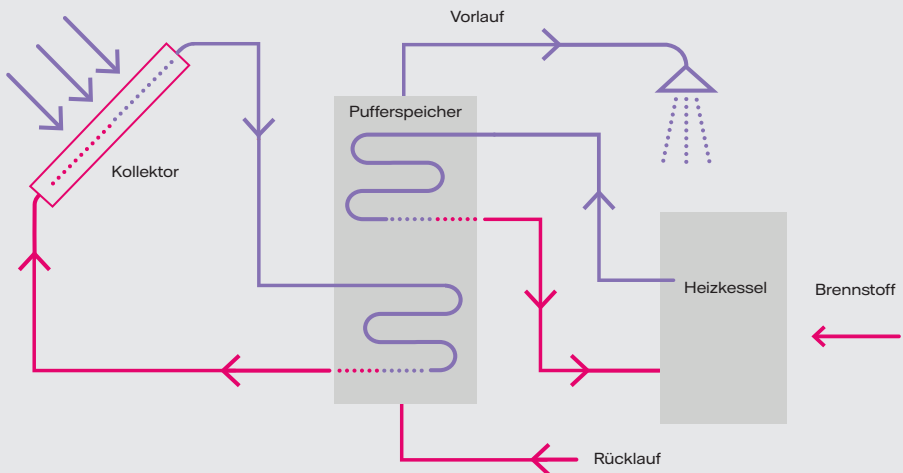 Vorlauf
Pufferspeicher
Kollektor
Heizkessel
Brennstoff
Rücklauf